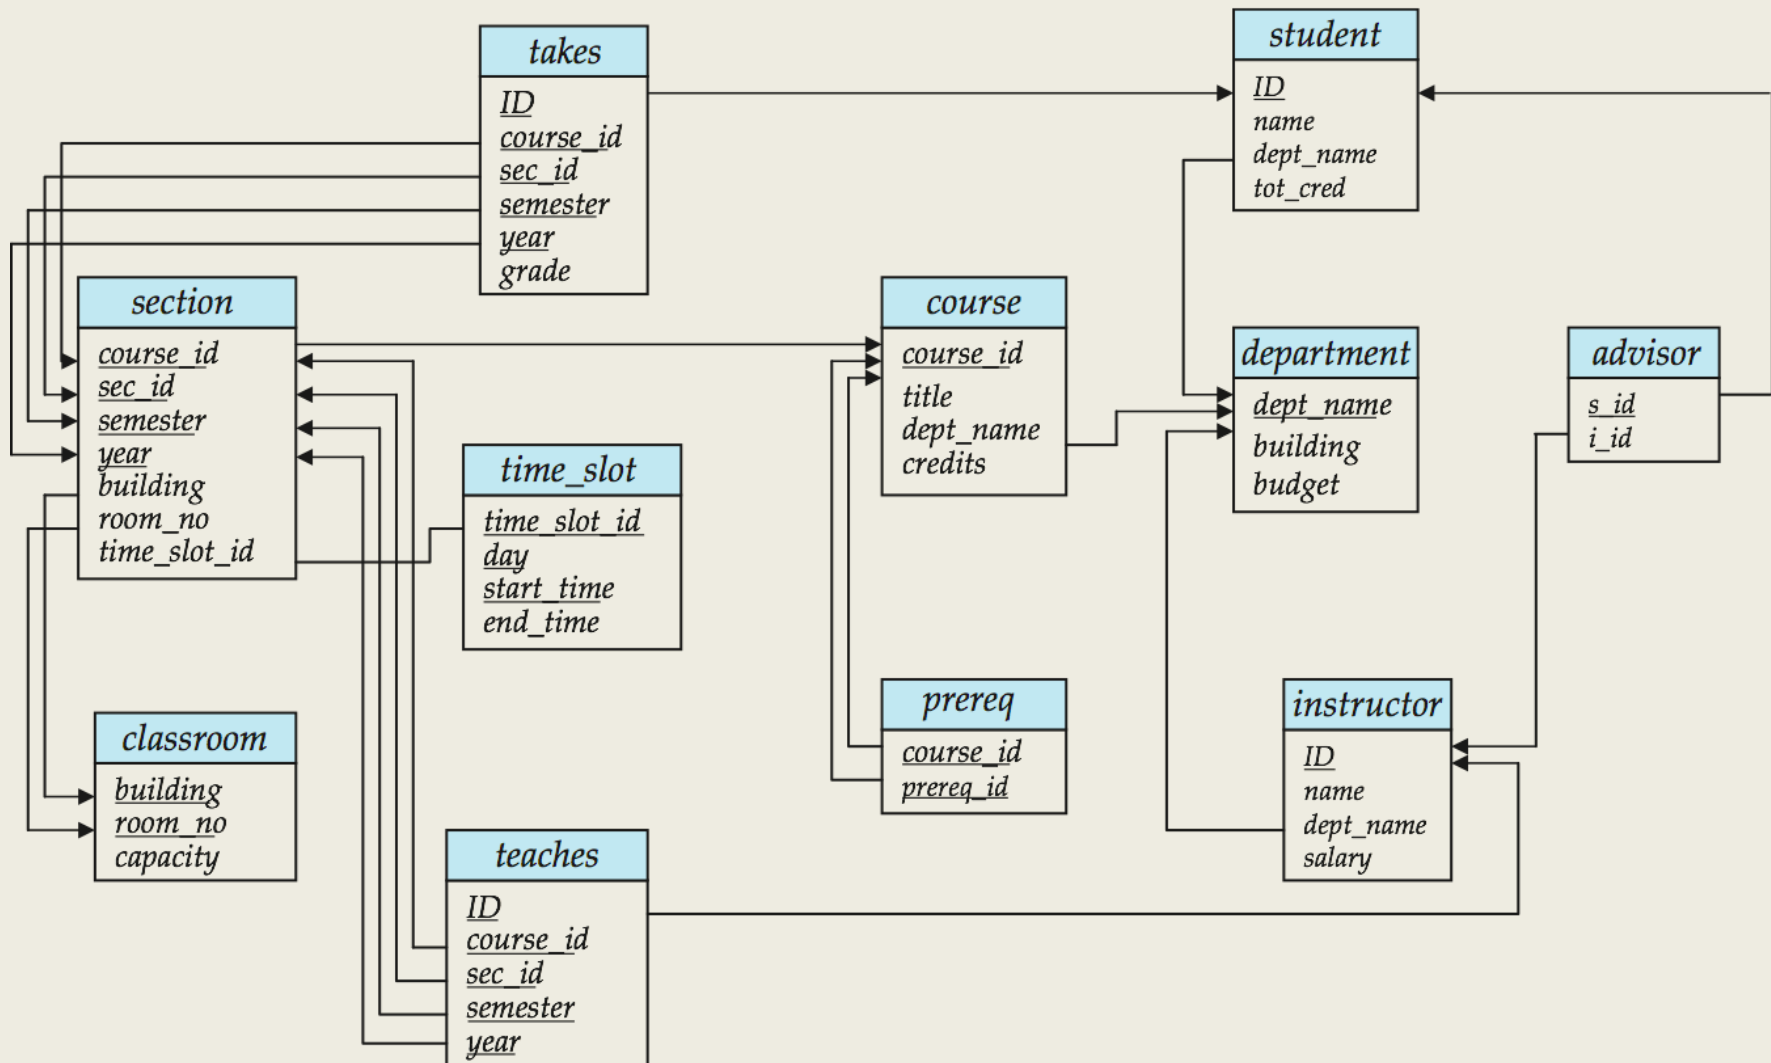 takes
ID
course_id
sec_id
semester
year
grade
student
ID
name
dept_name
tot_cred
section
course_id
sec_id
semester
year
building
room_no
time_slot_id
course
course_id
title
dept_name
credits
department
dept_name
building
budget
advisor
s_id
i_id
time_slot
time_slot_id
day
start_time
end_time
prereq
course_id
prereq_id
instructor
ID
name
dept_name
salary
classroom
building
room_no
capacity
teaches
ID
course_id
sec_id
semester
year